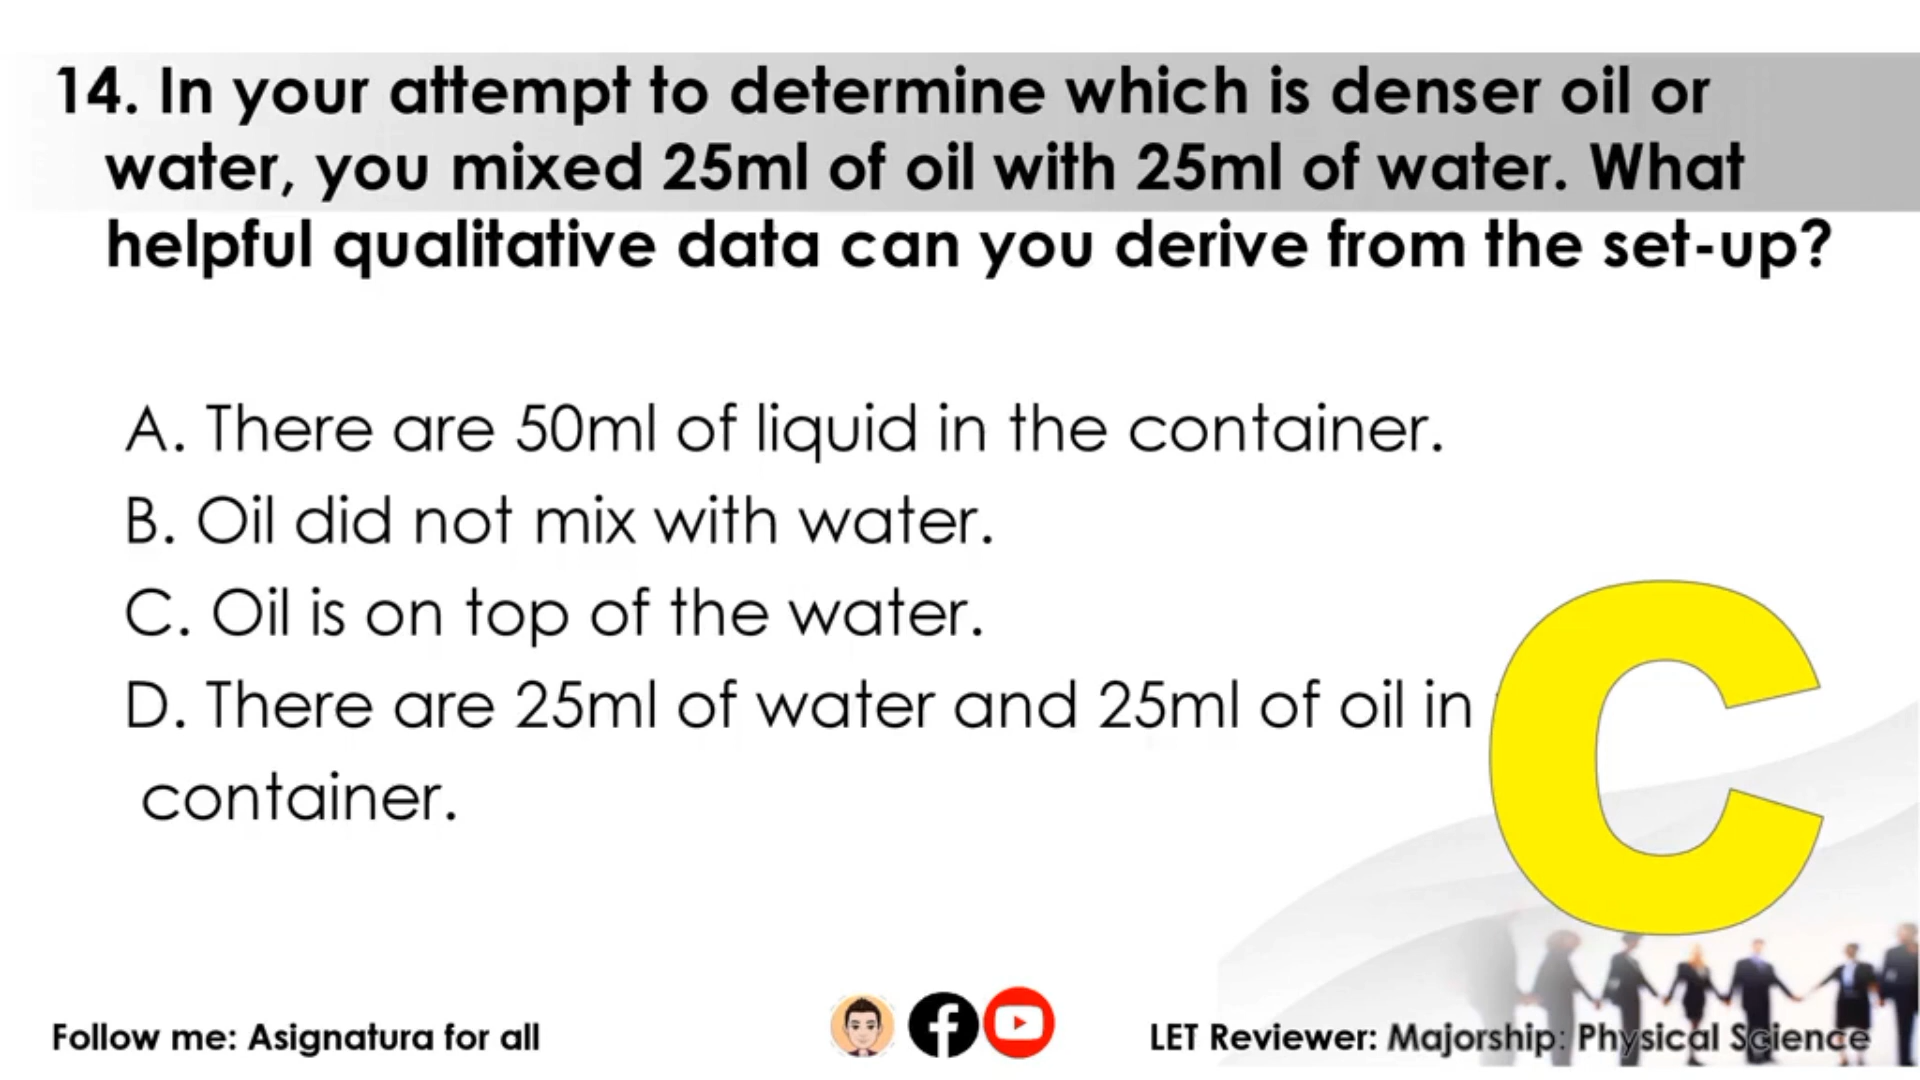 14. In your attempt to determine which is denser oil or
water, you mixed 25ml of oil with 25ml of water. What
helpful qualitative data can you derive from the set-up?
A. There are 50ml of liquid in the container.
B. Oil did not mix with water.
C. Oil is on top of the water.
D. There are 25ml of water and 25ml of oil in
container.
C
Follow me: Asignatura for all
LET Reviewer: Majorship: Physical Science